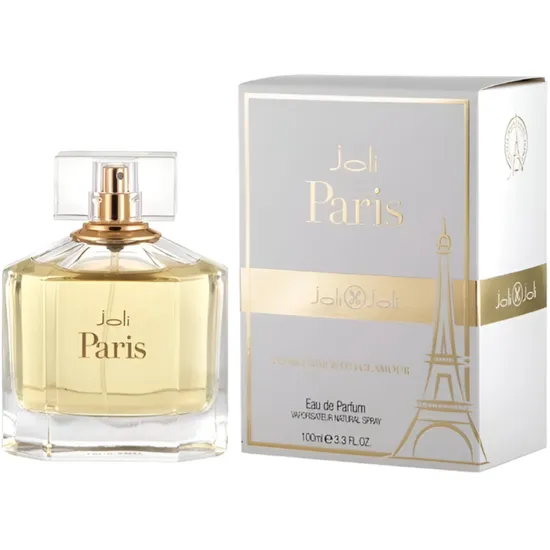 joli
Paris
joli
Paris
joli joli
GLAMOUR
Eau de Parfum
VAPORISATEUR NATURAL SPRAY
100ml e 3.3 FL.OZ.
joli joli